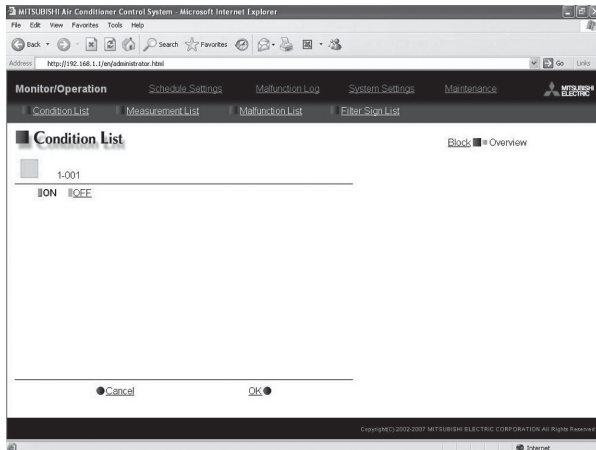 MITSUBISHI Air Conditioner Control System - Microsoft Internet Explorer
File Edit View Favorites Tools Help
Back Search Favorites
Address http://192.168.1.1/en/administrator.html Go Links
Monitor/Operation Schedule Settings Malfunction Log System Settings Maintenance MITSUBISHI ELECTRIC
Condition List Measurement List Malfunction List Filter Sign List
Condition List
Block Overview
1-001
ON OFF
Cancel OK
Copyright(C) 2002-2007 MITSUBISHI ELECTRIC CORPORATION All Rights Reserved
Internet